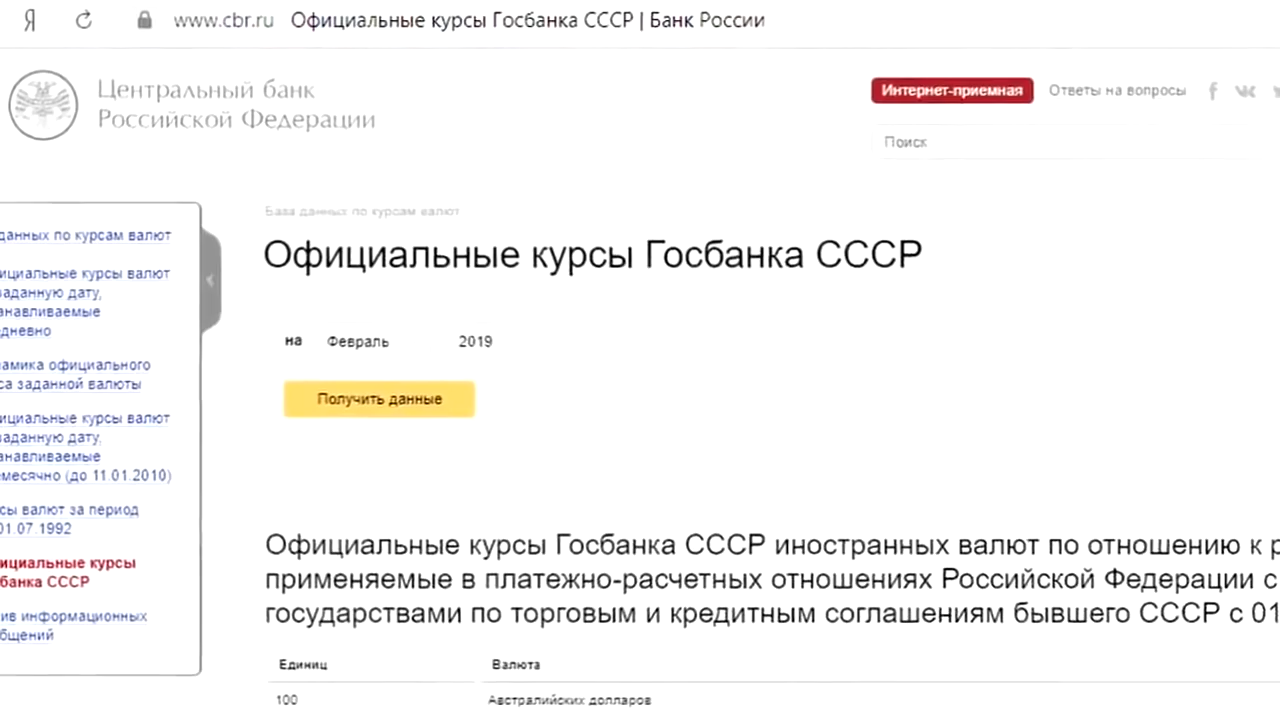 Я www.cbr.ru Официальные курсы Госбанка СССР | Банк России
Центральный банк
Российской Федерации
Интернет-приемная Ответы на вопросы
Поиск
данных по курсам валют
ициальные курсы валют
заданную дату,
анавливаемые
едневно
амика официального
са заданной валюты
ициальные курсы валют
заданную дату,
анавливаемые
емесячно (до 11.01.2010)
сы валют за период
01.07.1992
ициальные курсы
банка СССР
ив информационных
бщений
База данных по курсам валют
Официальные курсы Госбанка СССР
на Февраль 2019
Получить данные
Официальные курсы Госбанка СССР иностранных валют по отношению к р
применяемые в платежно-расчетных отношениях Российской Федерации с
государствами по торговым и кредитным соглашениям бывшего СССР с 01
Единиц Валюта
100 Австралийских долларов